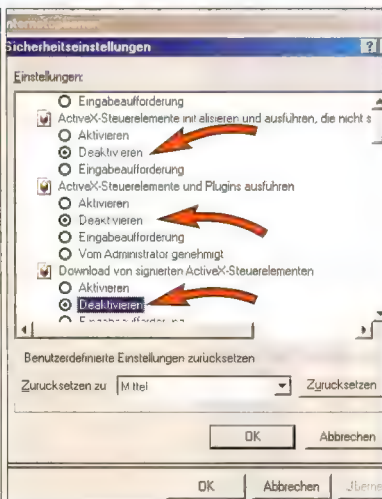 Sicherheitseinstellungen
Einstellungen:
Eingabeaufforderung
ActiveX-Steuerelemente initialisieren und ausführen, die nicht s
Aktivieren
Deaktivieren
Eingabeaufforderung
ActiveX-Steuerelemente und Plugins ausführen
Aktivieren
Deaktivieren
Eingabeaufforderung
Vom Administrator genehmigt
Download von signierten ActiveX-Steuerelementen
Aktivieren
Deaktivieren
Benutzerdefinierte Einstellungen zurücksetzen
Zurücksetzen zu Mittel Zurücksetzen
OK Abbrechen
OK Abbrechen